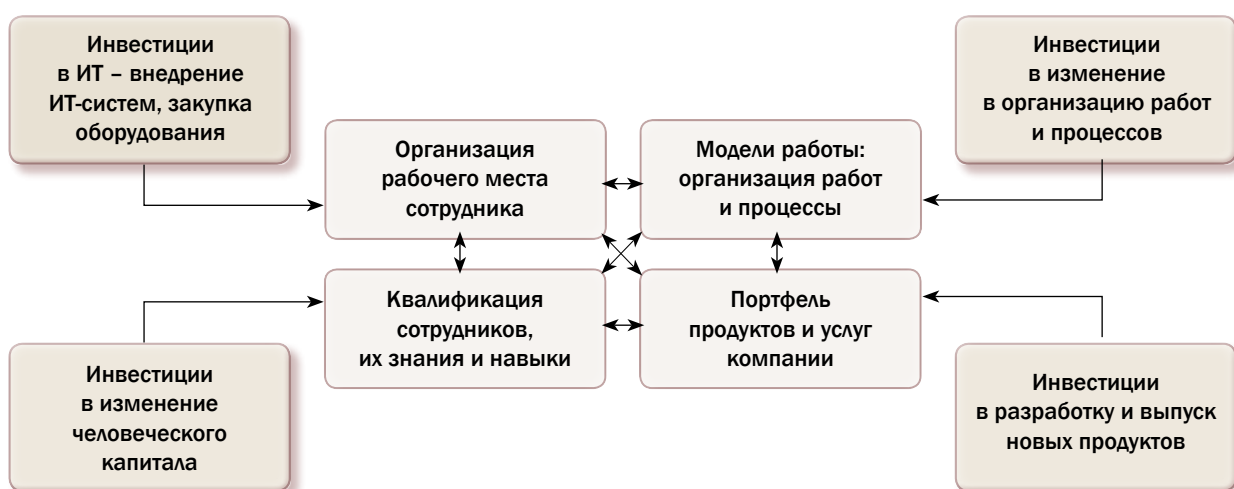 Инвестиции
в ИТ – внедрение
ИТ-систем, закупка
оборудования
Инвестиции
в изменение
в организацию работ
и процессов
Организация
рабочего места
сотрудника
Модели работы:
организация работ
и процессы
Квалификация
сотрудников,
их знания и навыки
Портфель
продуктов и услуг
компании
Инвестиции
в изменение
человеческого
капитала
Инвестиции
в разработку и выпуск
новых продуктов